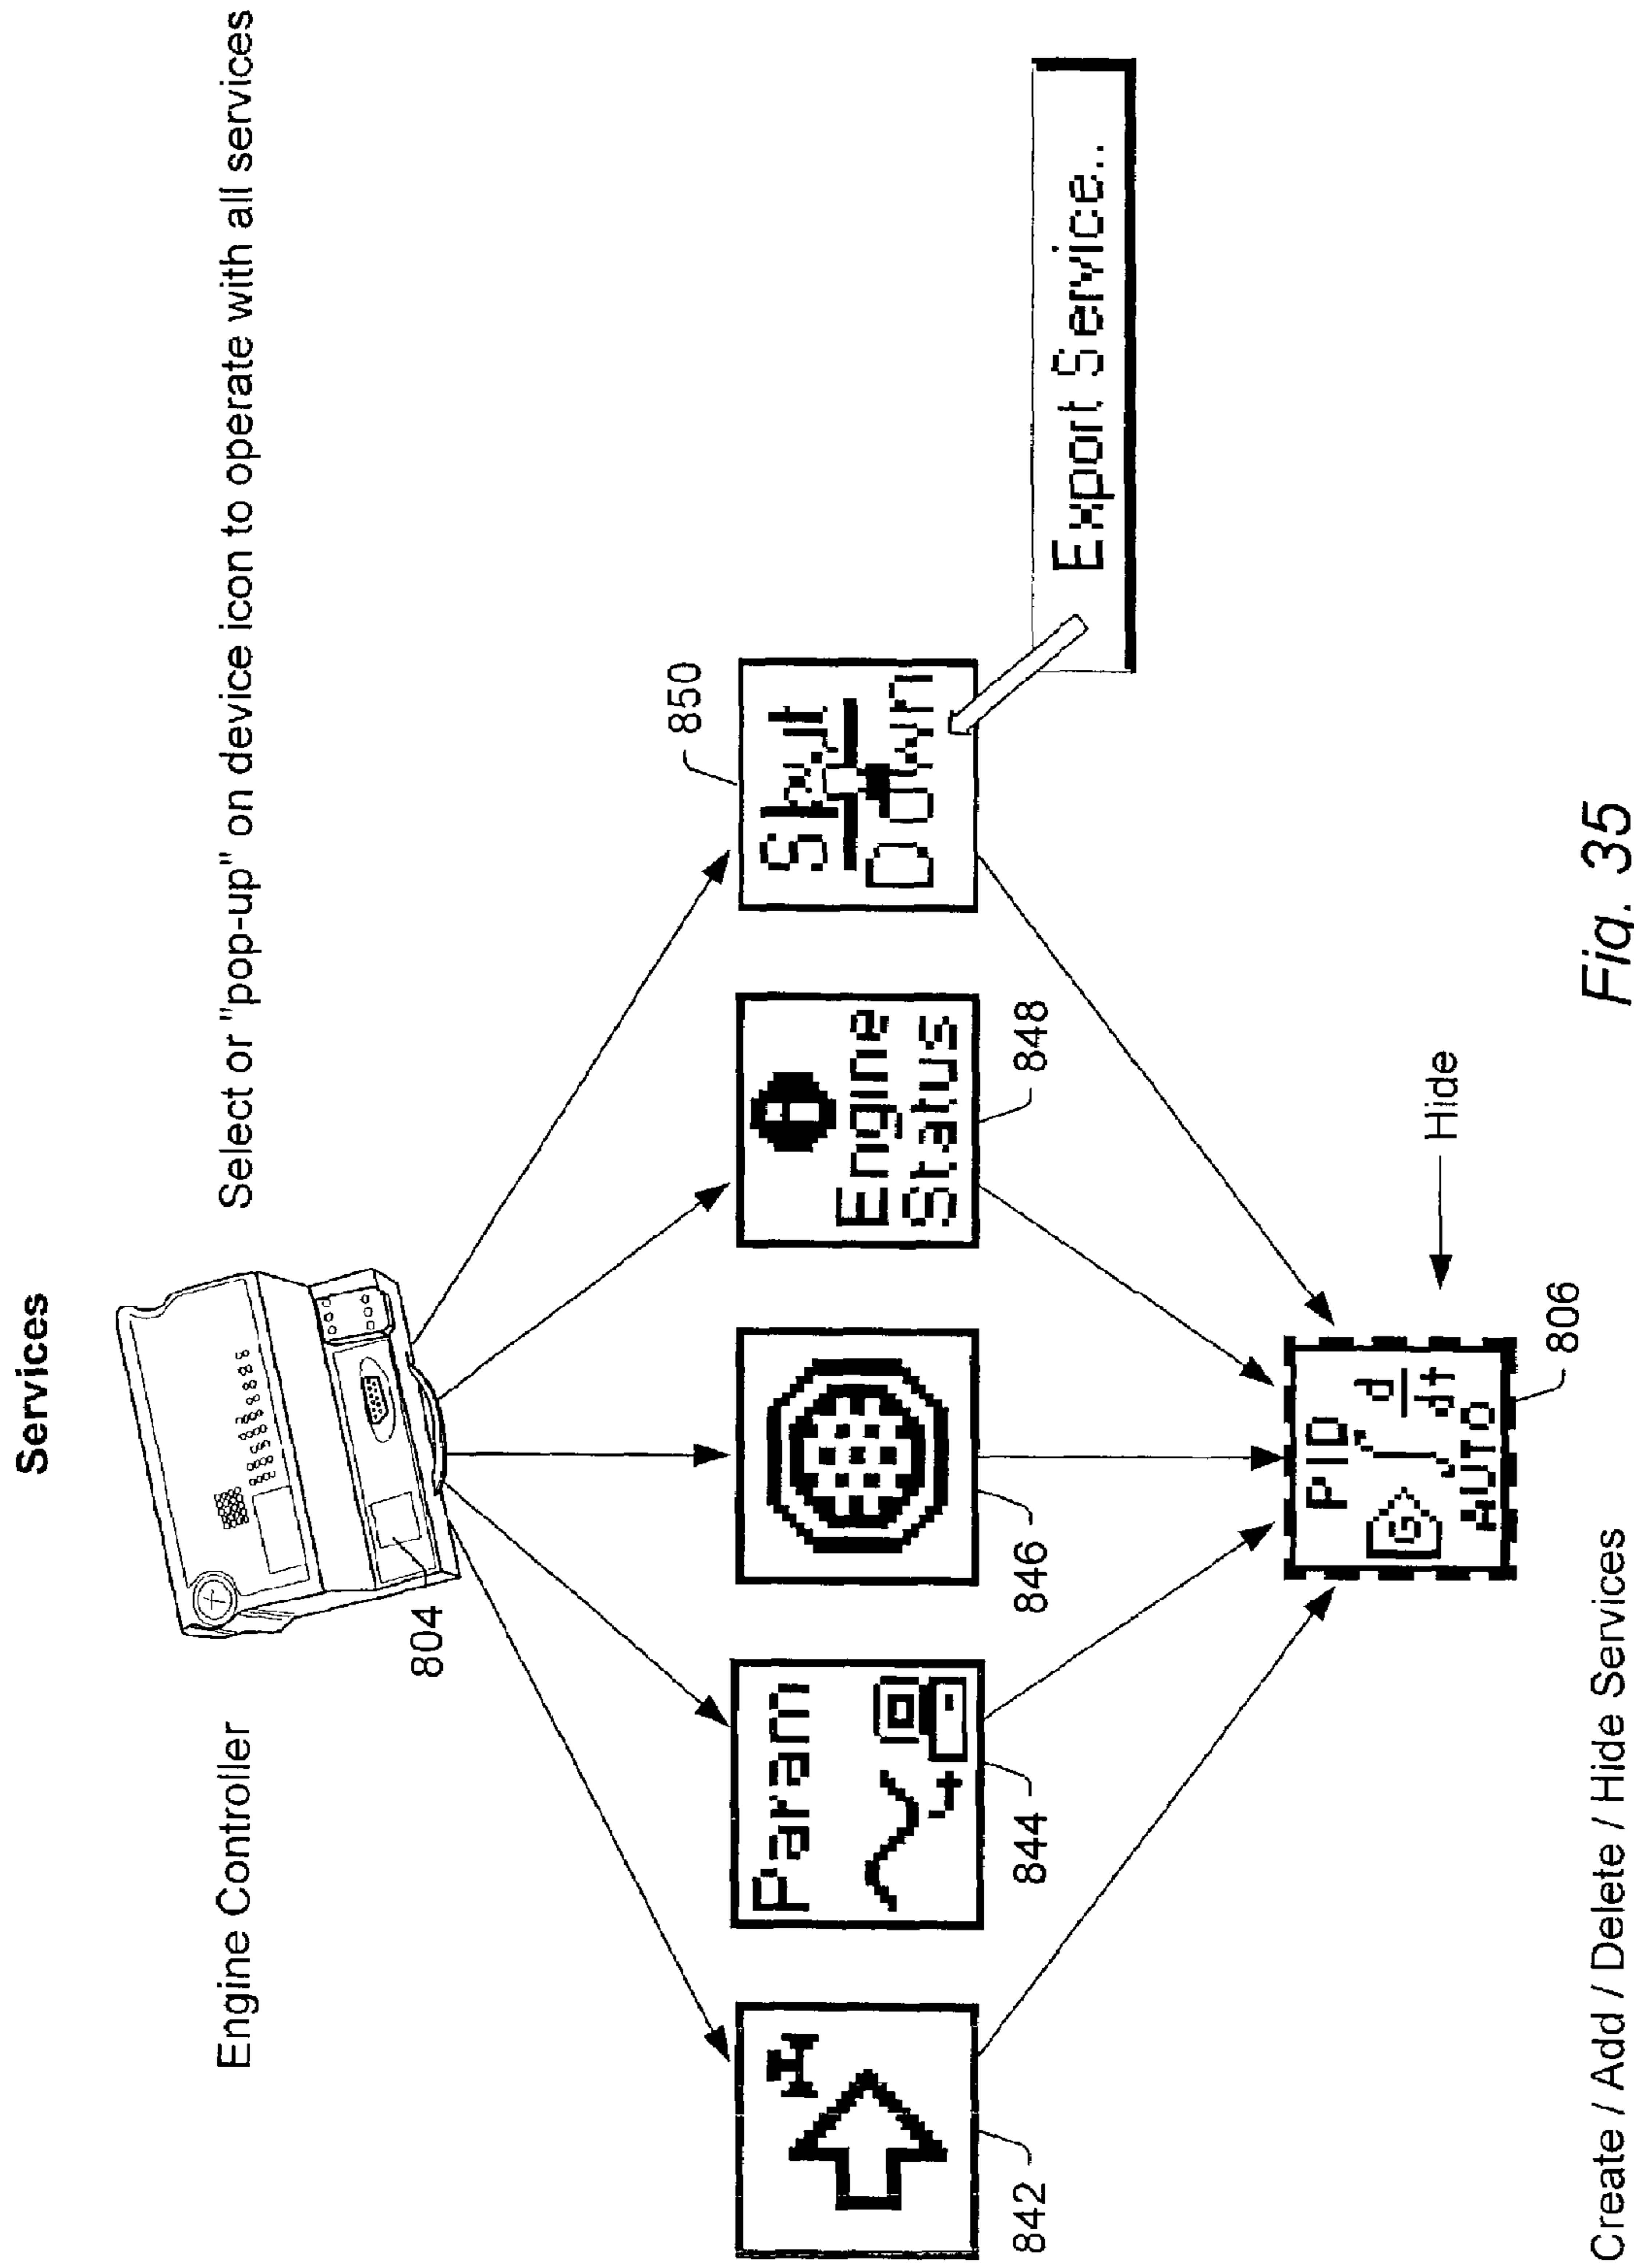 Services
Engine Controller
Select or "pop-up" on device icon to operate with all services
804
850
Param
Engine
Status
Shut
Down
842
844
846
848
Export Service...
PID
G
d
dt
AUTO
Hide
806
Create / Add / Delete / Hide Services
Fig. 35